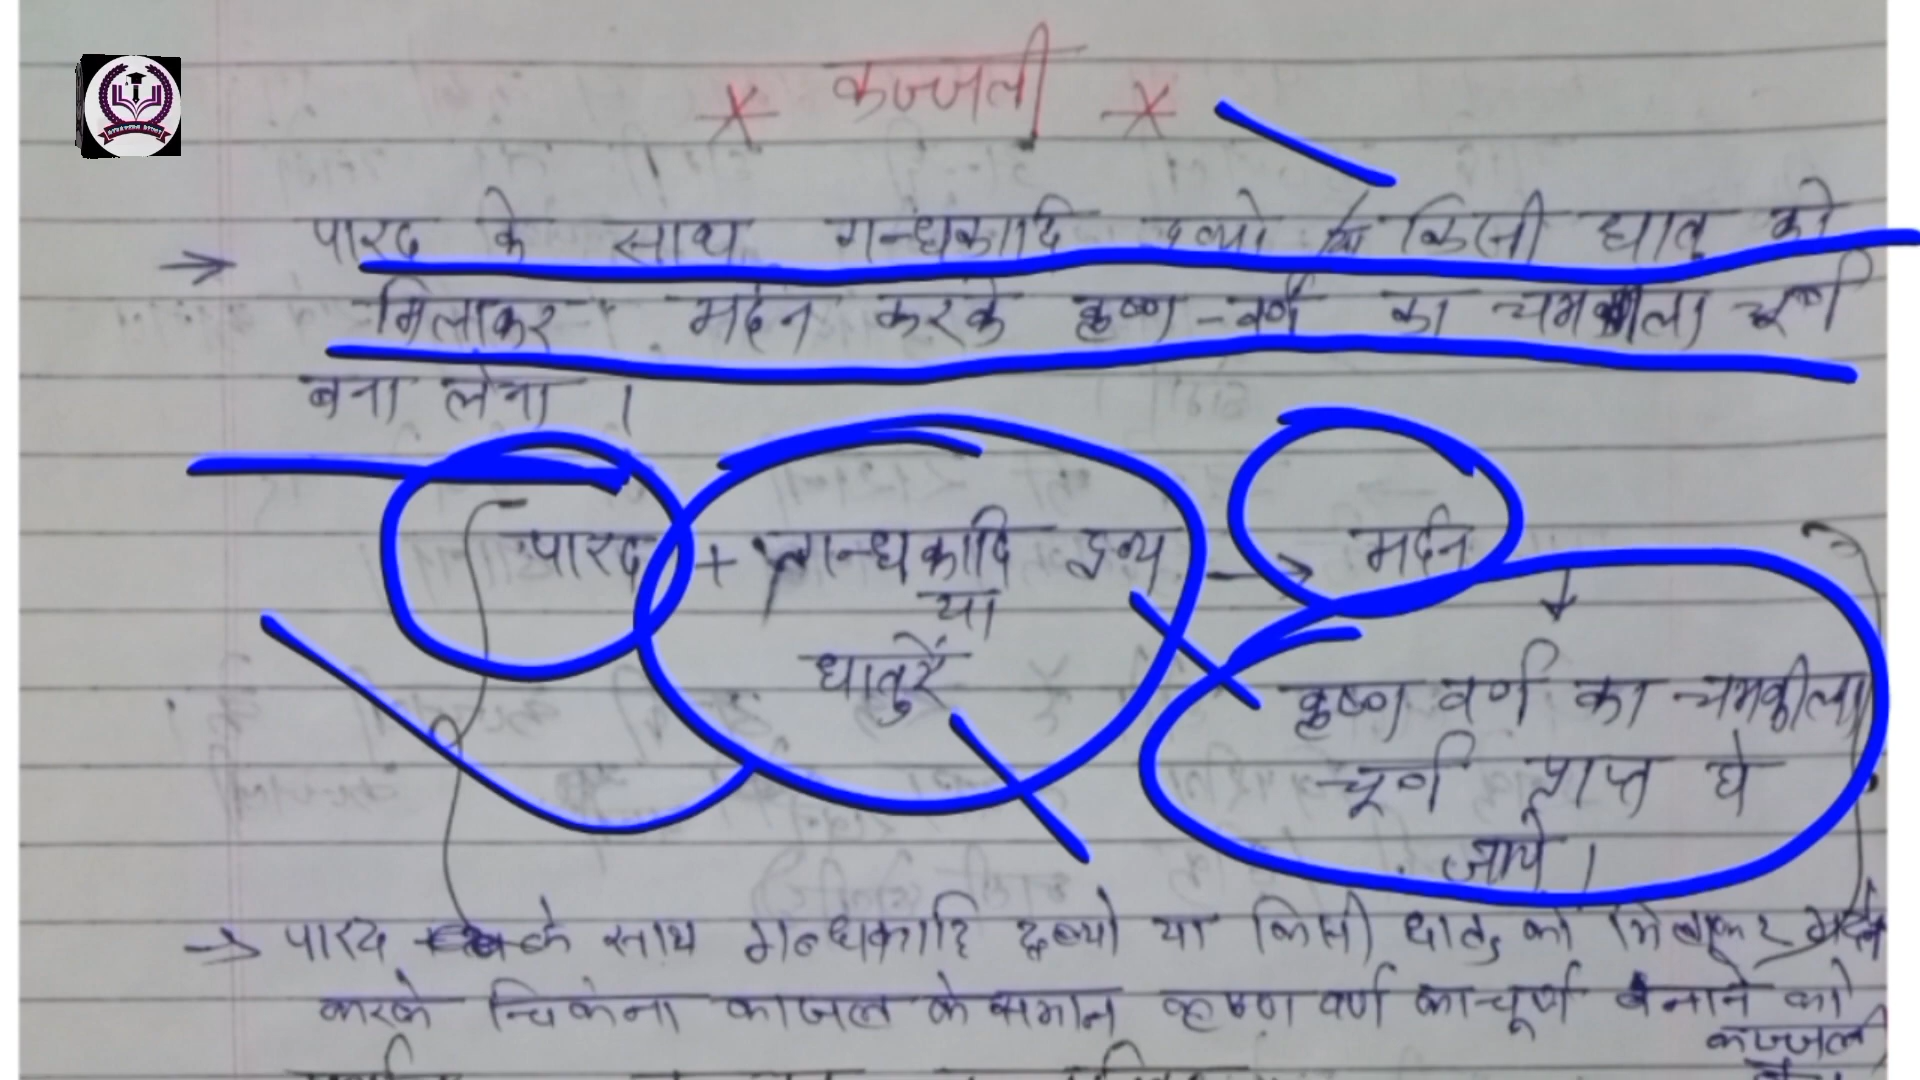 कज्जली
पारद के साथ गन्धकादि द्रव्यो किसी धातु को
मिलाकर मर्दन करके कृष्ण-वर्ण का चमकीला चूर्ण
बना लेना ।
पारद + गन्धकादि द्रव्य → मर्दन
या
धातुऐं
↓
कृष्ण वर्ण का चमकीला
चूर्ण प्राप्त घे
जाये ।
→ पारद के साथ गन्धकादि द्रव्यो या किसी धातु को मिलाकर मर्दन
करके चिकना काजल के समान कृष्ण वर्ण का चूर्ण बनाने को
कज्जली